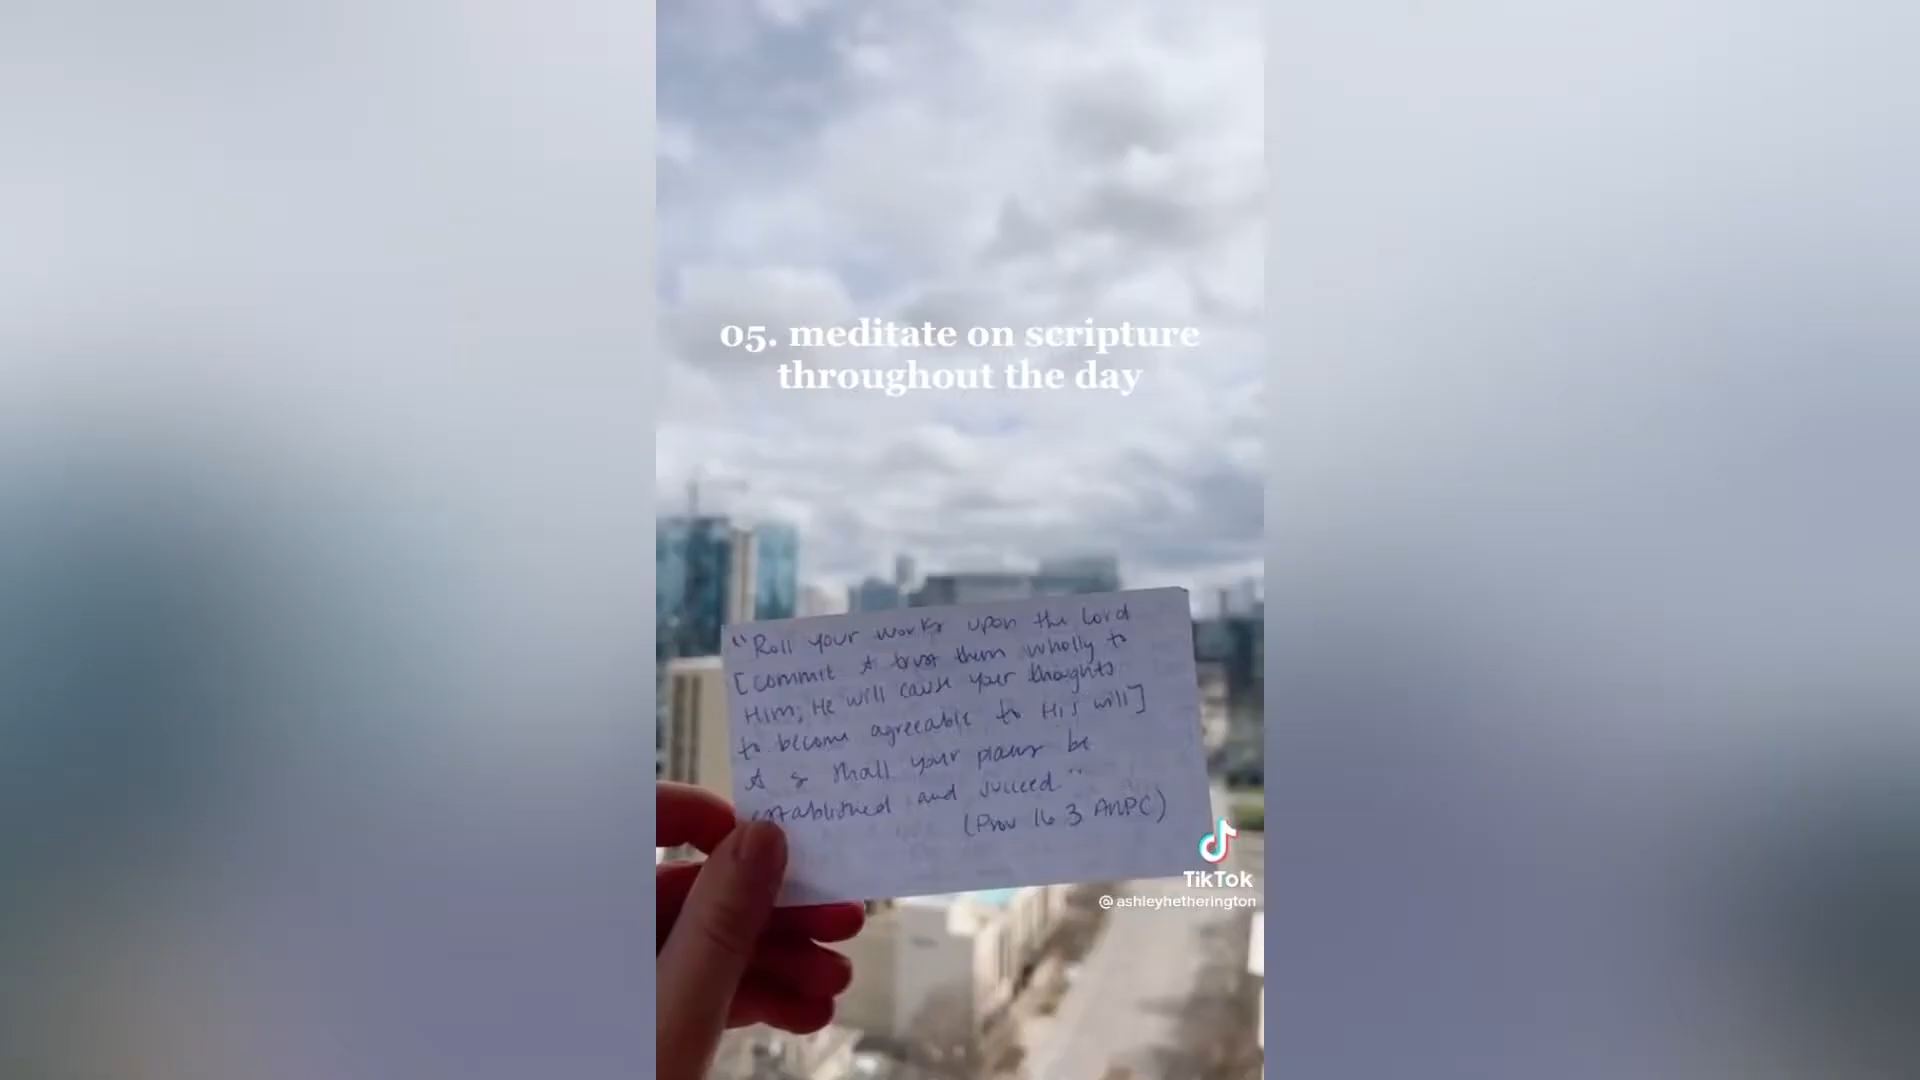 05. meditate on scripture
throughout the day
"Roll your works upon the Lord
[commit & trust them wholly to
Him; He will cause your thoughts
to become agreeable to His will]
& so shall your plans be
established and succeed."
(Prov 16 3 AMPC)
TikTok
@ashleyhetherington